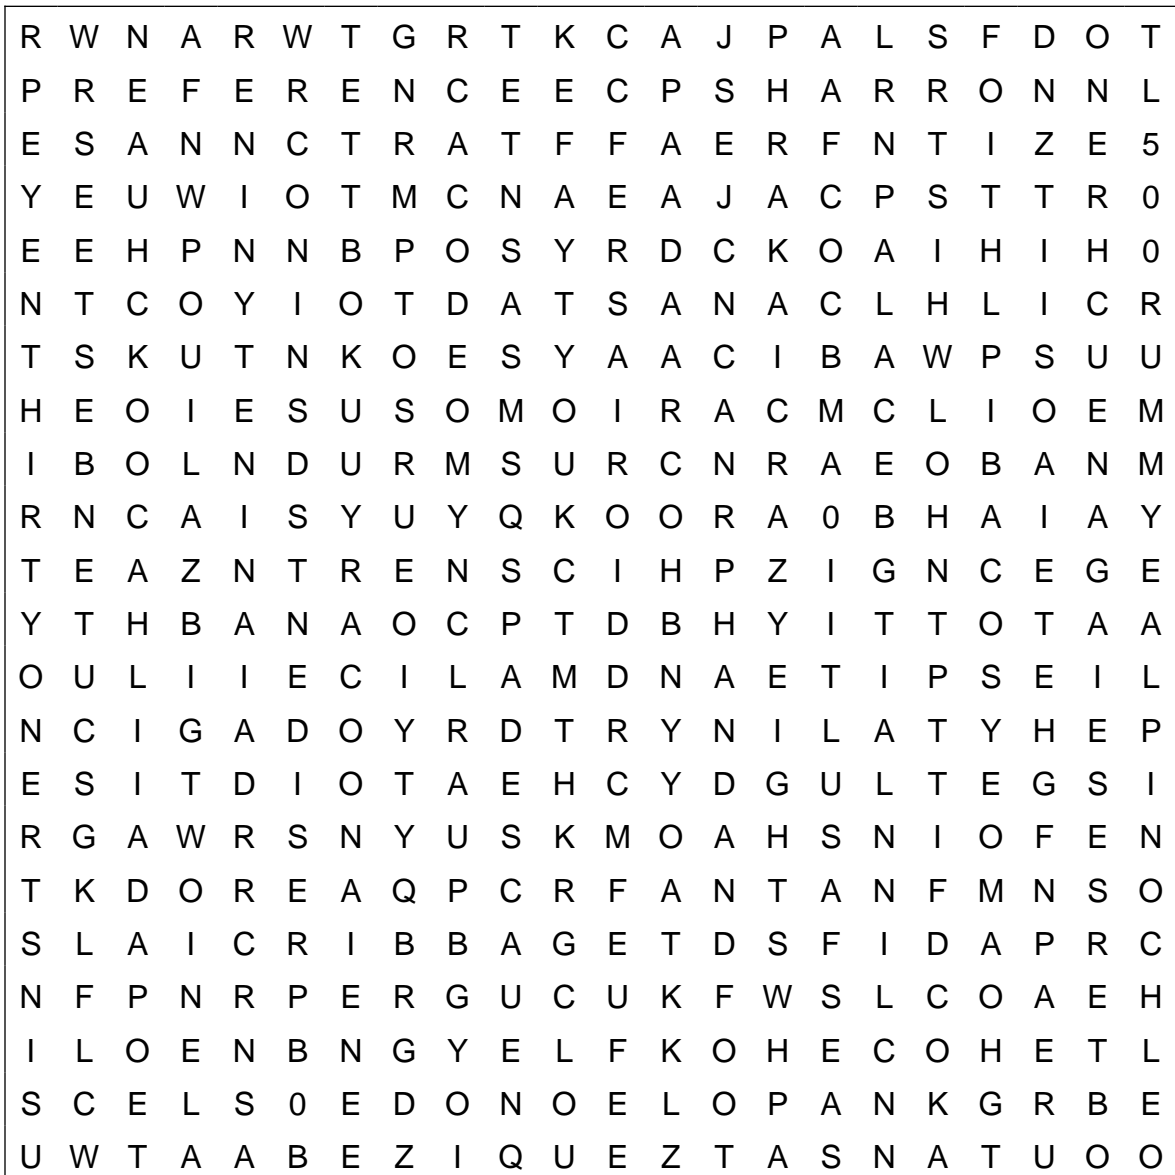 R W N A R W T G R T K C A J P A L S F D O T
P R E F E R E N C E E C P S H A R R O N N L
E S A N N C T R A T F F A E R F N T I Z E 5
Y E U W I O T M C N A E A J A C P S T T R 0
E E H P N N B P O S Y R D C K O A I H I H 0
N T C O Y I O T D A T S A N A C L H L I C R
T S K U T N K O E S Y A A C I B A W P S U U
H E O I E S U S O M O I R A C M C L I O E M
I B O L N D U R M S U R C N R A E O B A N M
R N C A I S Y U Y Q K O O R A 0 B H A I A Y
T E A Z N T R E N S C I H P Z I G N C E G E
Y T H B A N A O C P T D B H Y I T T O T A A
O U L I I E C I L A M D N A E T I P S E I L
N C I G A D O Y R D T R Y N I L A T Y H E P
E S I T D I O T A E H C Y D G U L T E G S I
R G A W R S N Y U S K M O A H S N I O F E N
T K D O R E A Q P C R F A N T A N F M N S O
S L A I C R I B B A G E T D S F I D A P R C
N F P N R P E R G U C U K F W S L C O A E H
I L O E N B N G Y E L F K O H E C O H E T L
S C E L S 0 E D O N O E L O P A N K G R B E
U W T A A B E Z I Q U E Z T A S N A T U O O